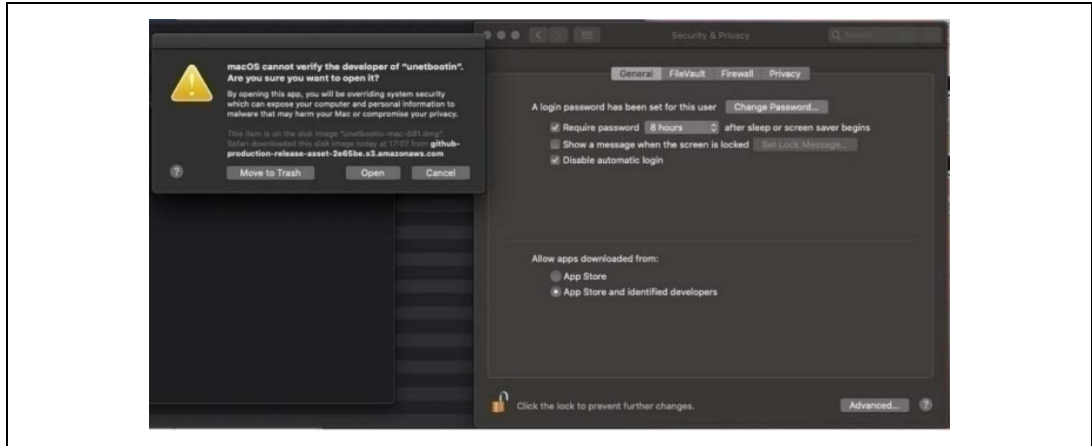 macOS cannot verify the developer of "unetbootin".
Are you sure you want to open it?
By opening this app, you will be overriding system security
which can expose your computer and personal information to
malware that may harm your Mac or compromise your privacy.
This item is on the disk image "unetbootin-mac-681.dmg".
Safari downloaded this disk image today at 17:07 from github-
production-release-asset-2e65be.s3.amazonaws.com
?
Move to Trash
Open
Cancel
Security & Privacy
Search
General
FileVault
Firewall
Privacy
A login password has been set for this user
Change Password...
Require password
8 hours
after sleep or screen saver begins
Show a message when the screen is locked
Set Lock Message...
Disable automatic login
Allow apps downloaded from:
App Store
App Store and identified developers
Click the lock to prevent further changes.
Advanced...
?